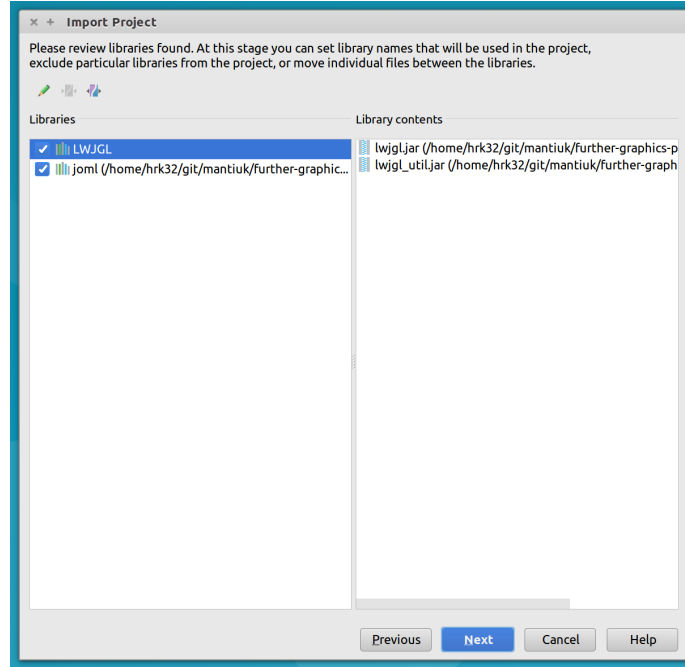 Import Project
Please review libraries found. At this stage you can set library names that will be used in the project,
exclude particular libraries from the project, or move individual files between the libraries.
Libraries
Library contents
LWJGL
joml (/home/hrk32/git/mantiuk/further-graphic...
lwjgl.jar (/home/hrk32/git/mantiuk/further-graphics-p
lwjgl_util.jar (/home/hrk32/git/mantiuk/further-graph
Previous
Next
Cancel
Help